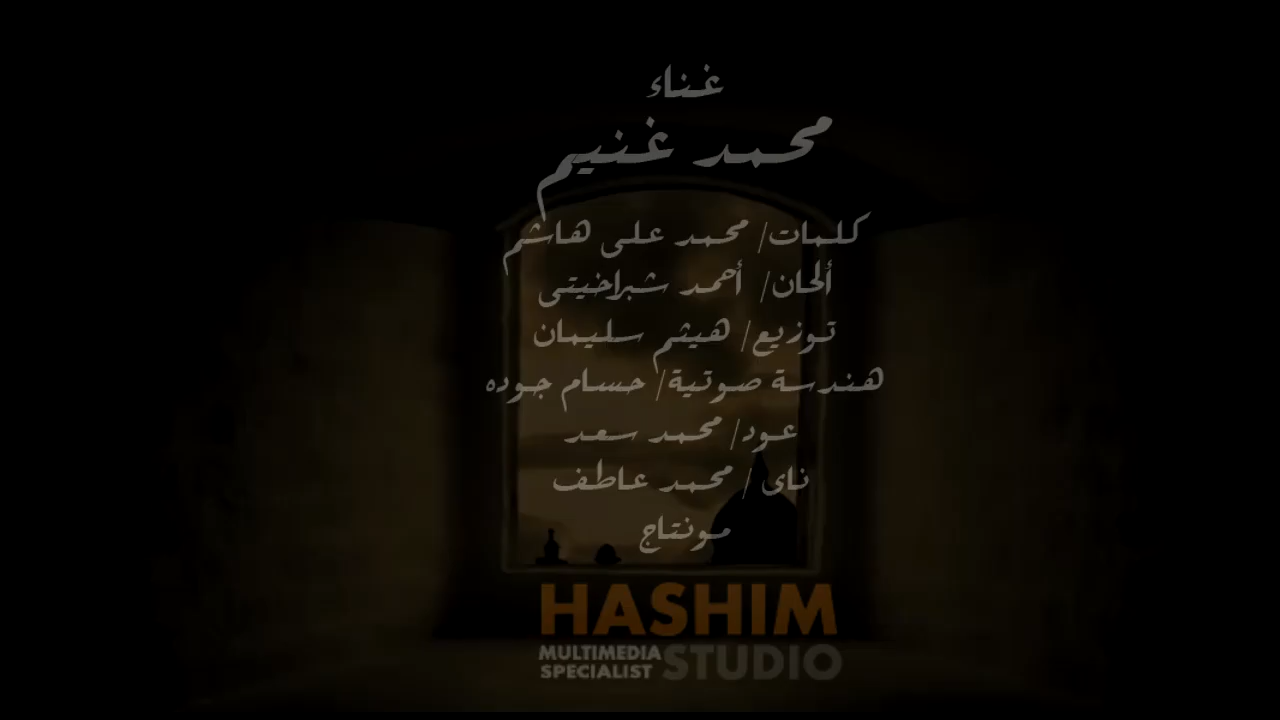 غناء
محمد غنيم
كلمات/ محمد على هاشم
ألحان/ أحمد شبراخيتى
توزيع/ هيثم سليمان
هندسة صوتية/ حسام جوده
عود/ محمد سعد
ناى / محمد عاطف
مونتاج
HASHIM
MULTIMEDIA SPECIALIST STUDIO